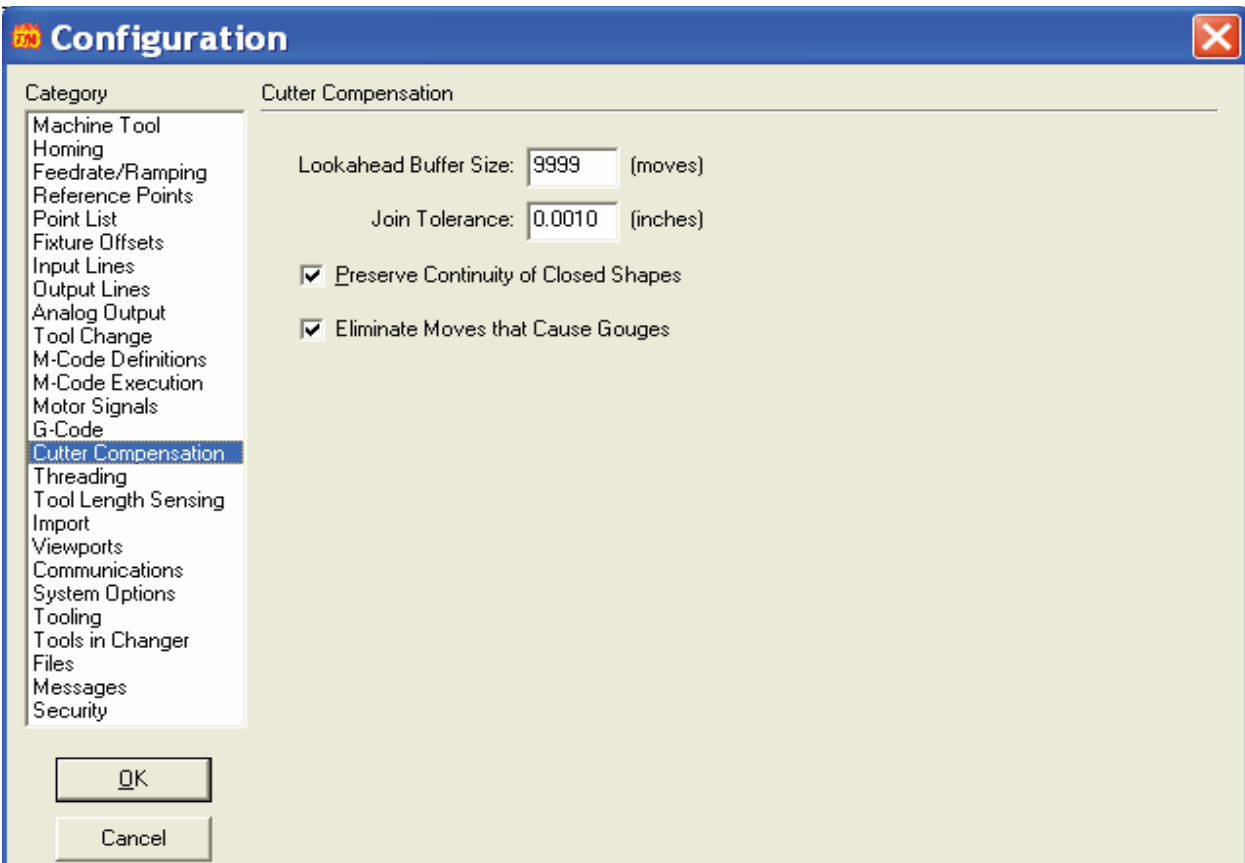 TM Configuration
Category
Machine Tool
Homing
Feedrate/Ramping
Reference Points
Point List
Fixture Offsets
Input Lines
Output Lines
Analog Output
Tool Change
M-Code Definitions
M-Code Execution
Motor Signals
G-Code
Cutter Compensation
Threading
Tool Length Sensing
Import
Viewports
Communications
System Options
Tooling
Tools in Changer
Files
Messages
Security
OK
Cancel
Cutter Compensation
Lookahead Buffer Size: 9999 (moves)
Join Tolerance: 0.0010 (inches)
Preserve Continuity of Closed Shapes
Eliminate Moves that Cause Gouges